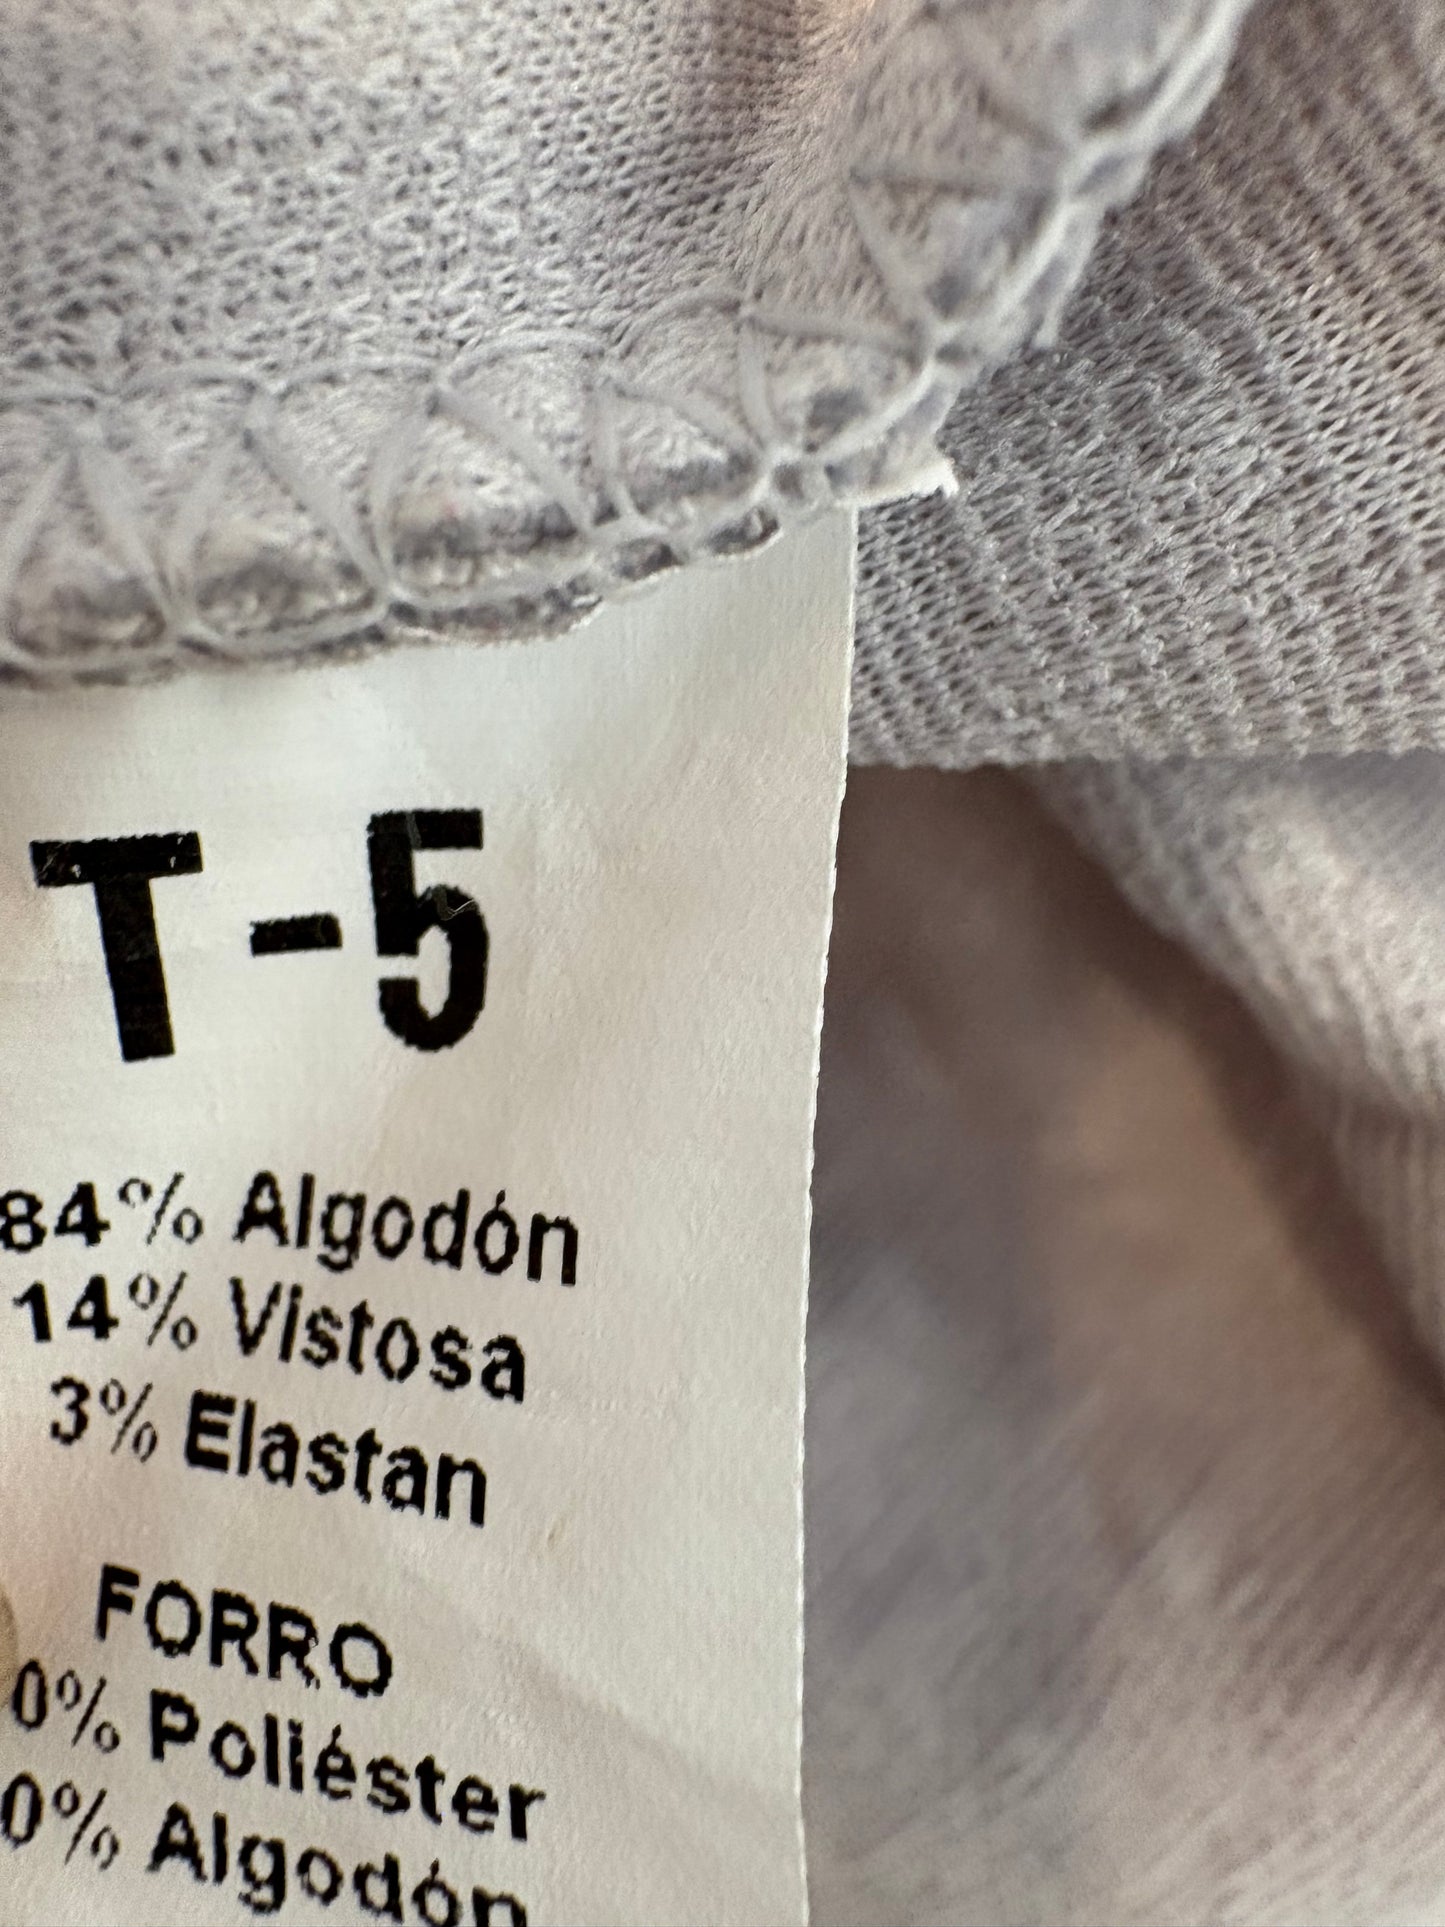 T-5
84% Algodón
14% Vistosa
3% Elastan
FORRO
0% Poliéster
0% Algodón